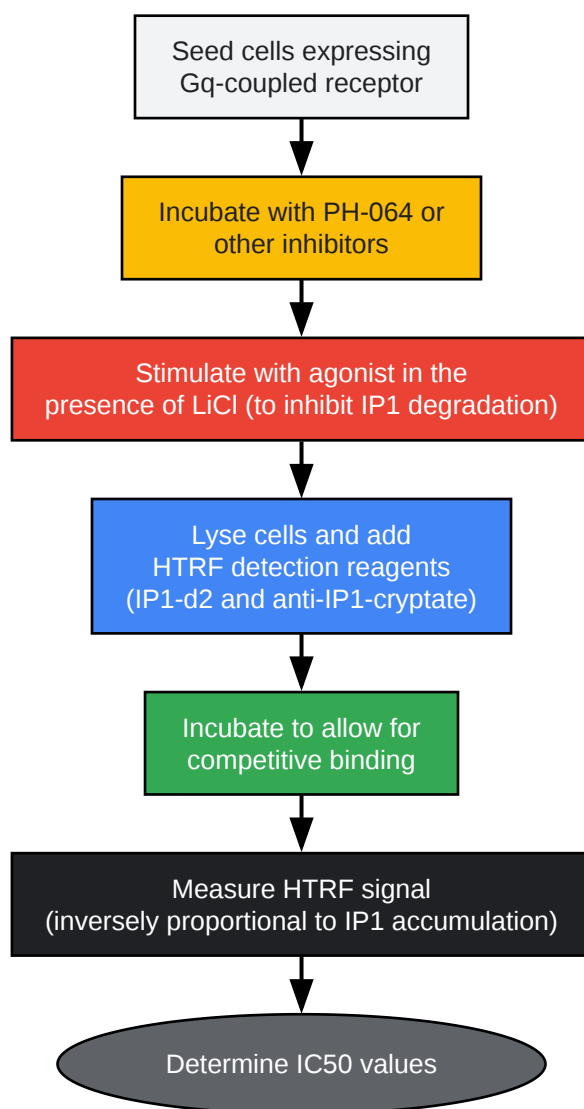 Seed cells expressing
Gq-coupled receptor
Incubate with PH-064 or
other inhibitors
Stimulate with agonist in the
presence of LiCl (to inhibit IP1 degradation)
Lyse cells and add
HTRF detection reagents
(IP1-d2 and anti-IP1-cryptate)
Incubate to allow for
competitive binding
Measure HTRF signal
(inversely proportional to IP1 accumulation)
Determine IC50 values